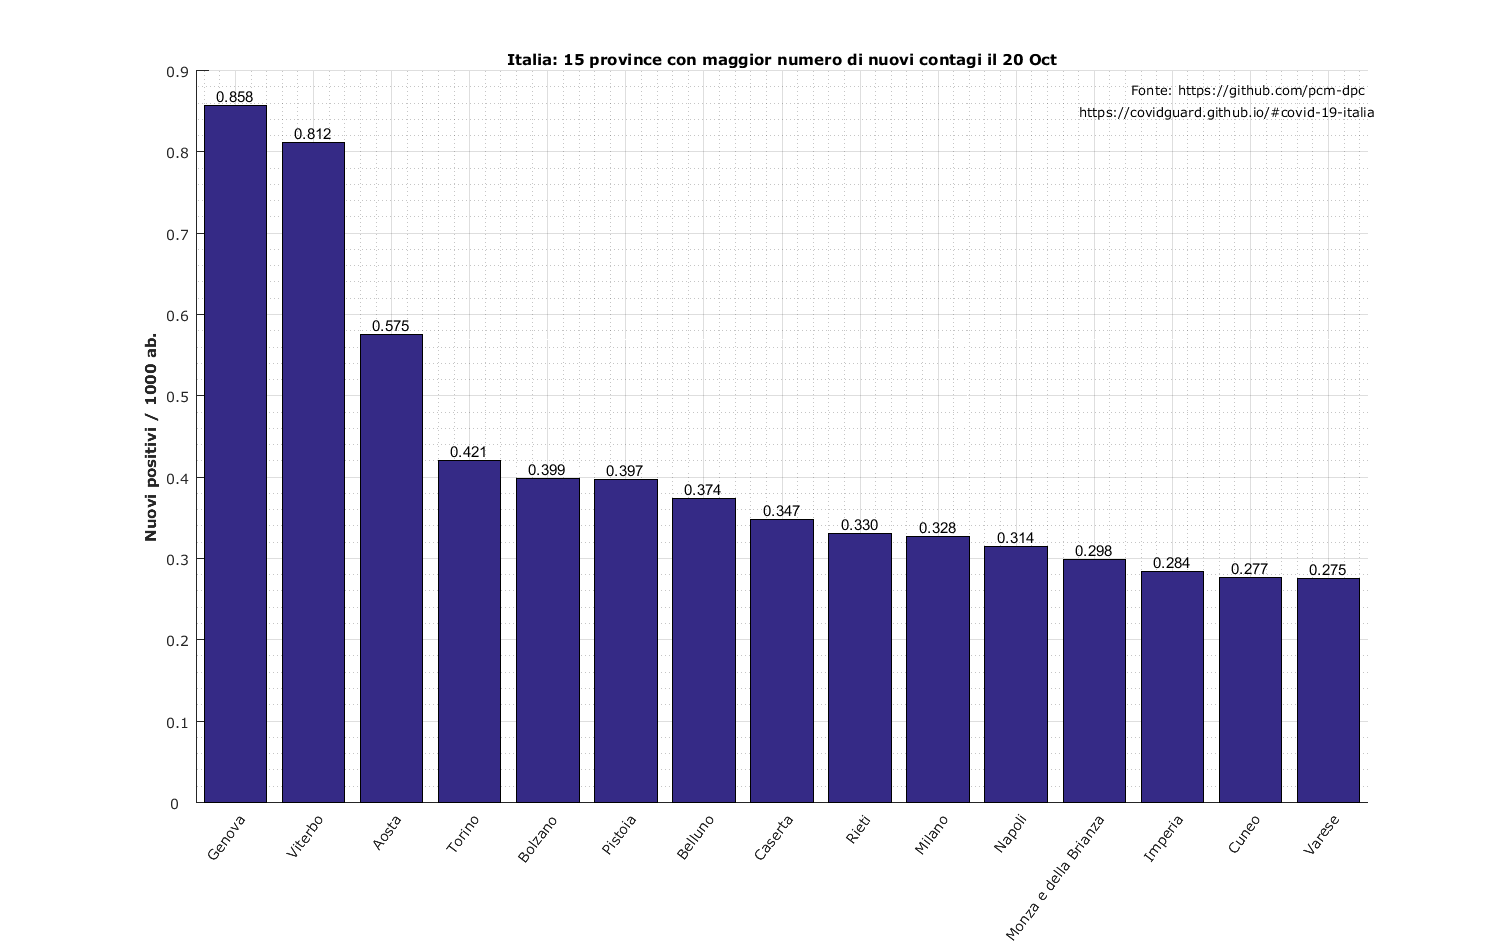 Italia: 15 province con maggior numero di nuovi contagi il 20 Oct
Fonte: https://github.com/pcm-dpc
https://covidguard.github.io/#covid-19-italia
Nuovi positivi / 1000 ab.
0.9
0.8
0.7
0.6
0.5
0.4
0.3
0.2
0.1
0
0.858
0.812
0.575
0.421
0.399
0.397
0.374
0.347
0.330
0.328
0.314
0.298
0.284
0.277
0.275
Genova
Viterbo
Aosta
Torino
Bolzano
Pistoia
Belluno
Caserta
Rieti
Milano
Napoli
Monza e della Brianza
Imperia
Cuneo
Varese